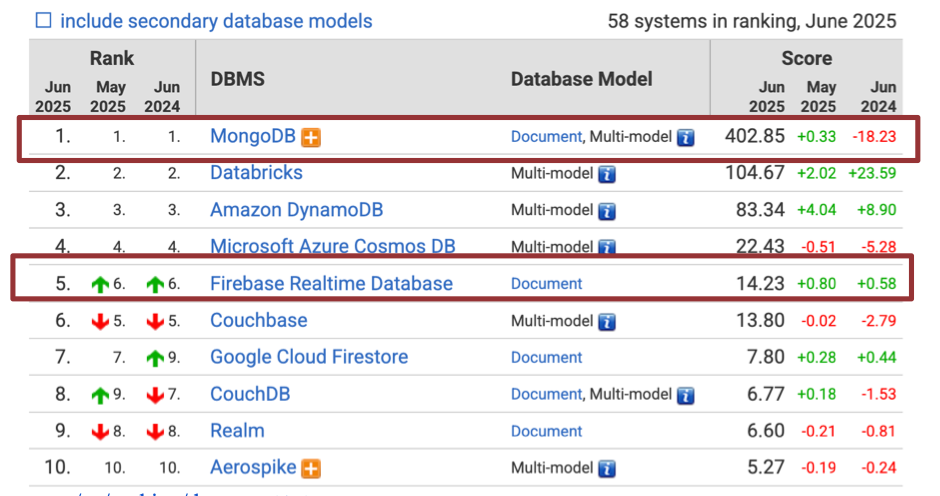 include secondary database models 58 systems in ranking, June 2025
Rank Score
Jun May Jun DBMS Database Model Jun May Jun
2025 2025 2024 2025 2025 2024
1. 1. 1. MongoDB Document, Multi-model 402.85 +0.33 -18.23
2. 2. 2. Databricks Multi-model 104.67 +2.02 +23.59
3. 3. 3. Amazon DynamoDB Multi-model 83.34 +4.04 +8.90
4. 4. 4. Microsoft Azure Cosmos DB Multi-model 22.43 -0.51 -5.28
5. 6. 6. Firebase Realtime Database Document 14.23 +0.80 +0.58
6. 5. 5. Couchbase Multi-model 13.80 -0.02 -2.79
7. 7. 9. Google Cloud Firestore Document 7.80 +0.28 +0.44
8. 9. 7. CouchDB Document, Multi-model 6.77 +0.18 -1.53
9. 8. 8. Realm Document 6.60 -0.21 -0.81
10. 10. 10. Aerospike Multi-model 5.27 -0.19 -0.24